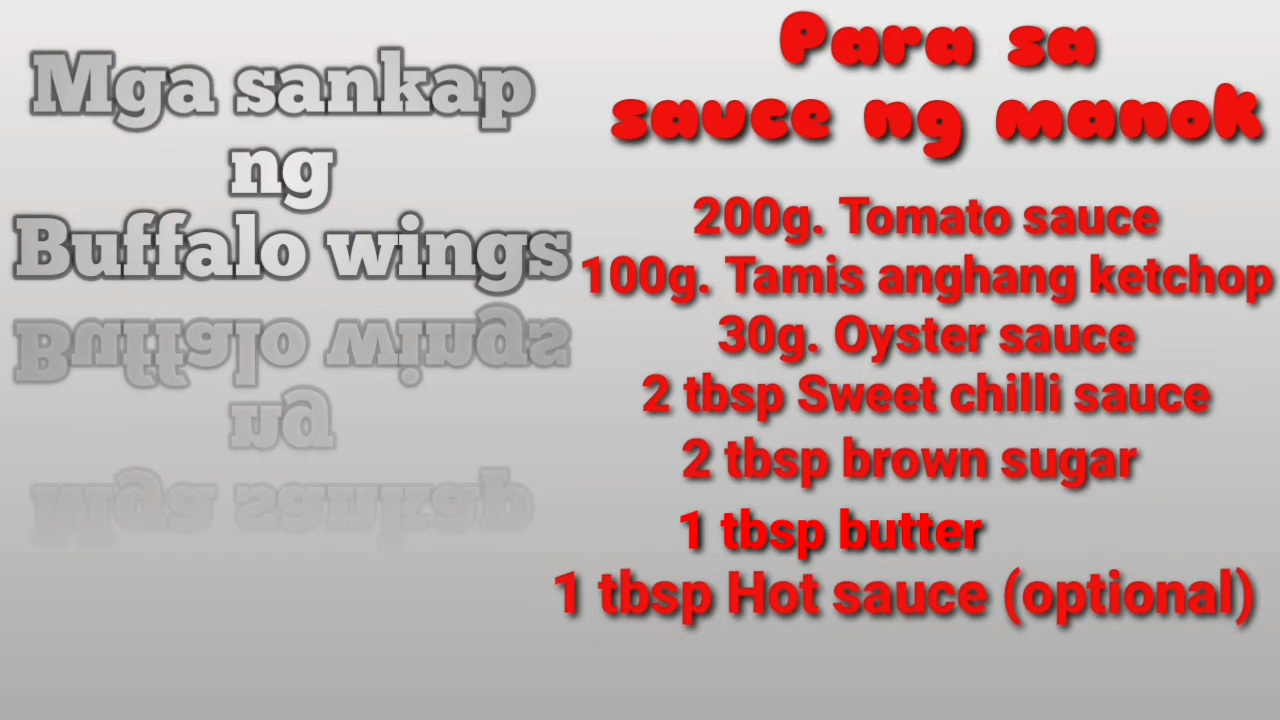 Mga sankap
ng
Buffalo wings
Para sa
sauce ng manok
200g. Tomato sauce
100g. Tamis anghang ketchop
30g. Oyster sauce
2 tbsp Sweet chilli sauce
2 tbsp brown sugar
1 tbsp butter
1 tbsp Hot sauce (optional)